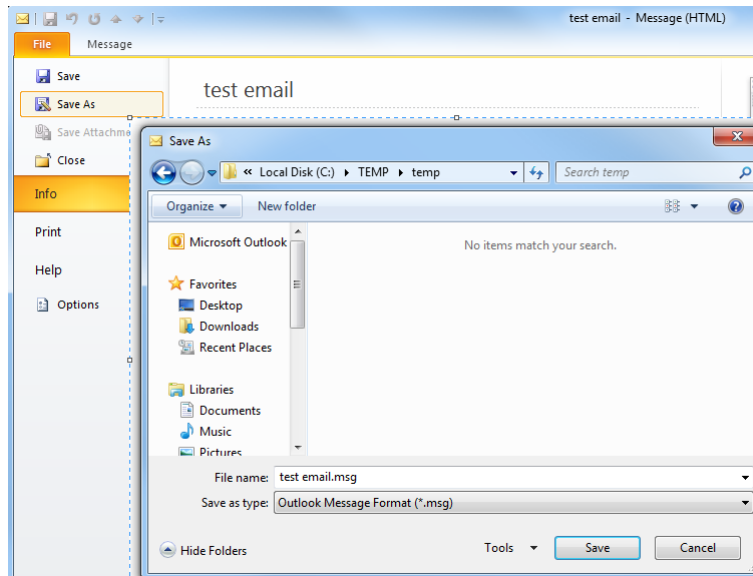 test email - Message (HTML)
File Message
Save
test email
Save As
Save Attachme
Close
Info
Print
Help
Options
Save As
« Local Disk (C:) TEMP temp
Search temp
Organize New folder
Microsoft Outlook
No items match your search.
Favorites
Desktop
Downloads
Recent Places
Libraries
Documents
Music
Pictures
File name: test email.msg
Save as type: Outlook Message Format (*.msg)
Hide Folders Tools Save Cancel